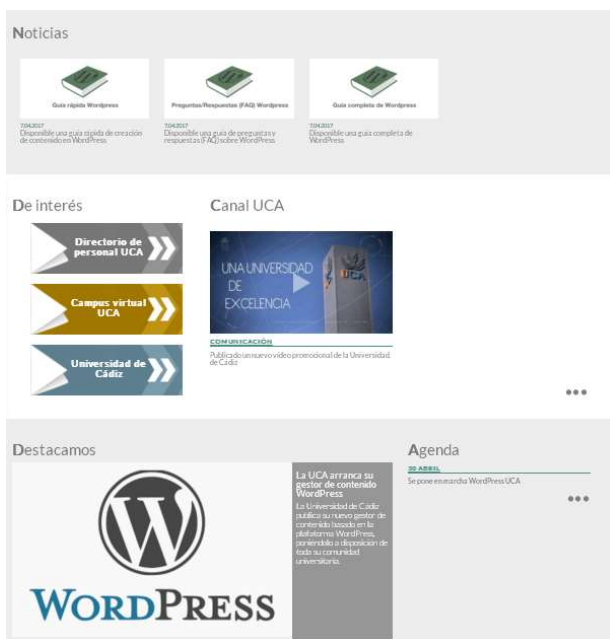 Noticias
Guía rápida Wordpress
Preguntas/Respuestas (FAQ) Wordpress
Guía completa de Wordpress
7.04.2017
Disponible una guía rápida de creación
de contenido en WordPress
7.04.2017
Disponible una guía de preguntas y
respuestas (FAQ) sobre WordPress
7.04.2017
Disponible una guía completa de
WordPress
De interés
Directorio de
personal UCA
Campus virtual
UCA
Universidad de
Cádiz
Canal UCA
UNA UNIVERSIDAD
DE
EXCELENCIA
UCA
COMUNICACIÓN
Publicado un nuevo vídeo promocional de la Universidad
de Cádiz
Destacamos
WORDPRESS
La UCA arranca su
gestor de contenido
WordPress
La Universidad de Cádiz
publica su nuevo gestor de
contenido basado en la
plataforma WordPress,
poniéndolo a disposición de
toda su comunidad
universitaria.
Agenda
20 ABRIL
Se pone en marcha WordPress UCA